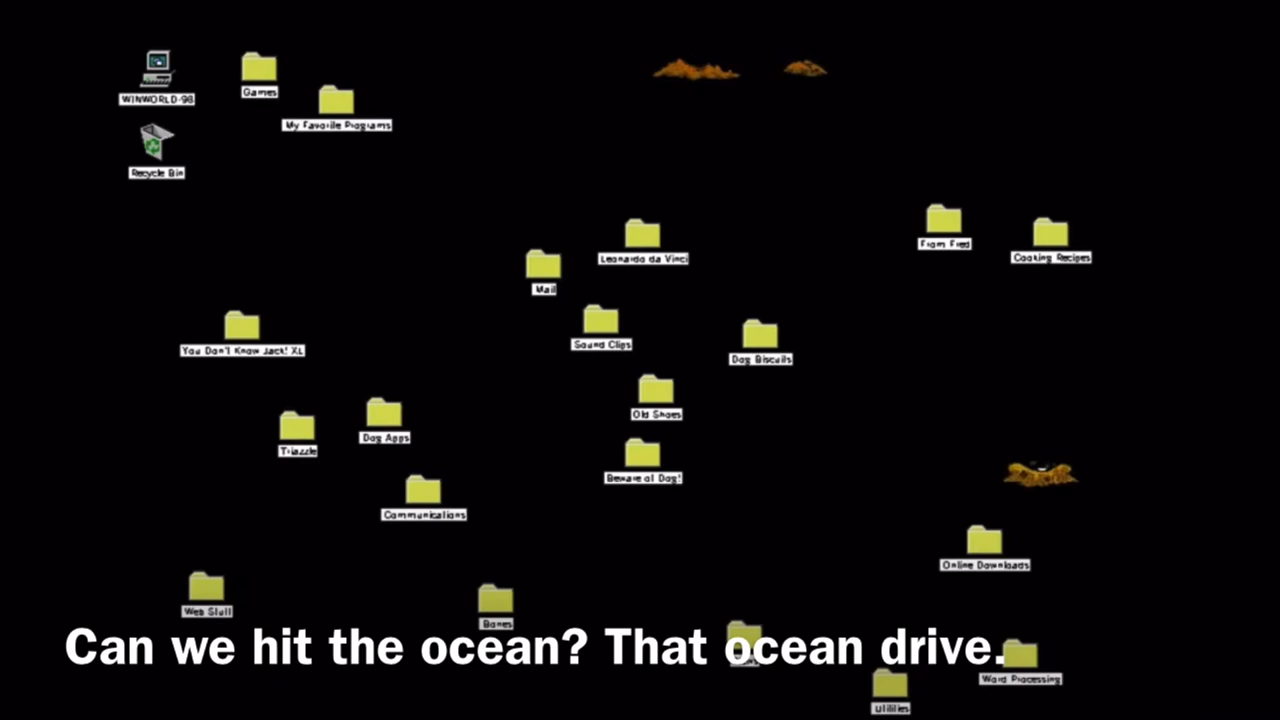 WINWORLD-98
Games
My Favorite Programs
Recycle Bin
Leonardo da Vinci
From Fred
Cooking Recipes
Mail
Sound Clips
You Don't Know Jack! XL
Dog Biscuits
Old Shoes
Dog Apps
Triazzle
Beware of Dog!
Communications
Online Downloads
Web Stuff
Bones
Can we hit the ocean? That ocean drive.
Word Processing
Utilities